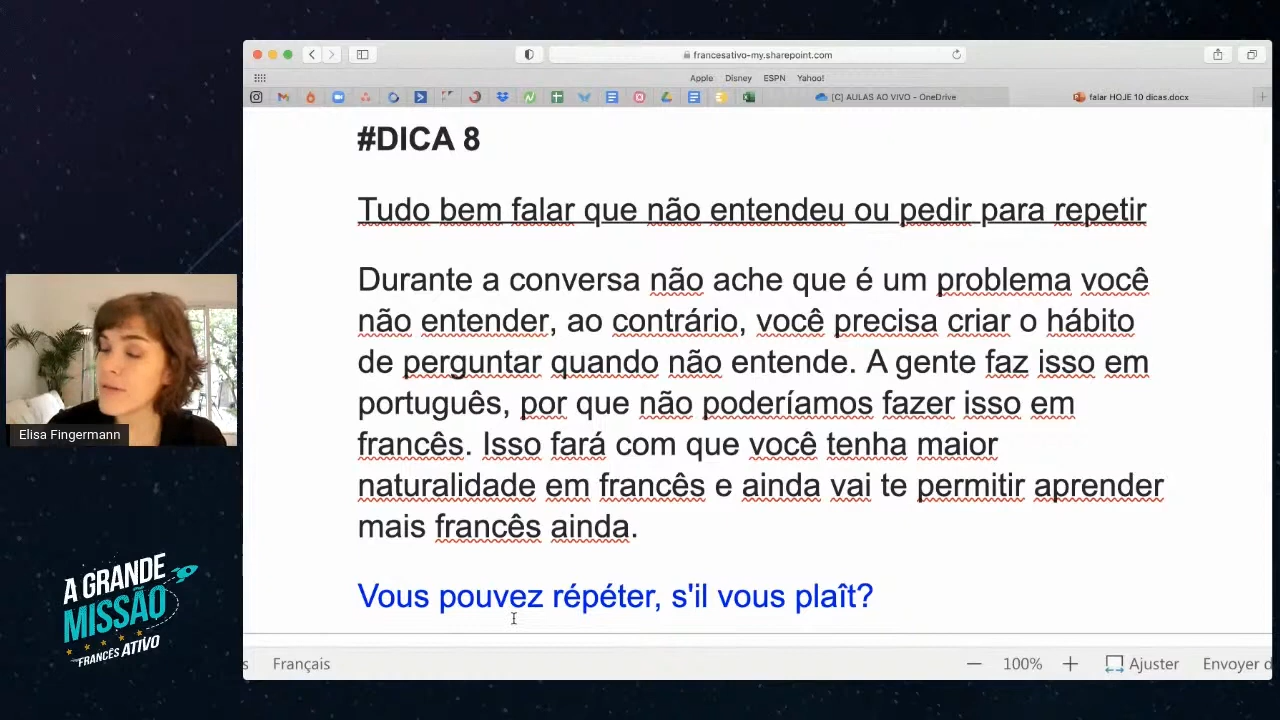 francesativo-my.sharepoint.com
Apple Disney ESPN Yahoo!
[C] AULAS AO VIVO - OneDrive
falar HOJE 10 dicas.docx
#DICA 8
Tudo bem falar que não entendeu ou pedir para repetir
Durante a conversa não ache que é um problema você
não entender, ao contrário, você precisa criar o hábito
de perguntar quando não entende. A gente faz isso em
português, por que não poderíamos fazer isso em
francês. Isso fará com que você tenha maior
naturalidade em francês e ainda vai te permitir aprender
mais francês ainda.
Vous pouvez répéter, s'il vous plaît?
s Français
100%
Ajuster
Envoyer d
Elisa Fingermann
A GRANDE
MISSÃO
FRANCÊS ATIVO